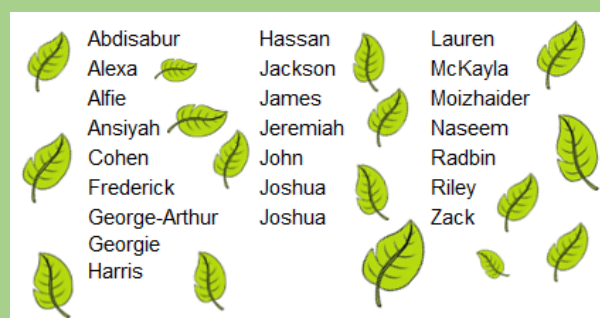 Abdisabur
Alexa
Alfie
Ansiyah
Cohen
Frederick
George-Arthur
Georgie
Harris
Hassan
Jackson
James
Jeremiah
John
Joshua
Joshua
Lauren
McKayla
Moizhaider
Naseem
Radbin
Riley
Zack